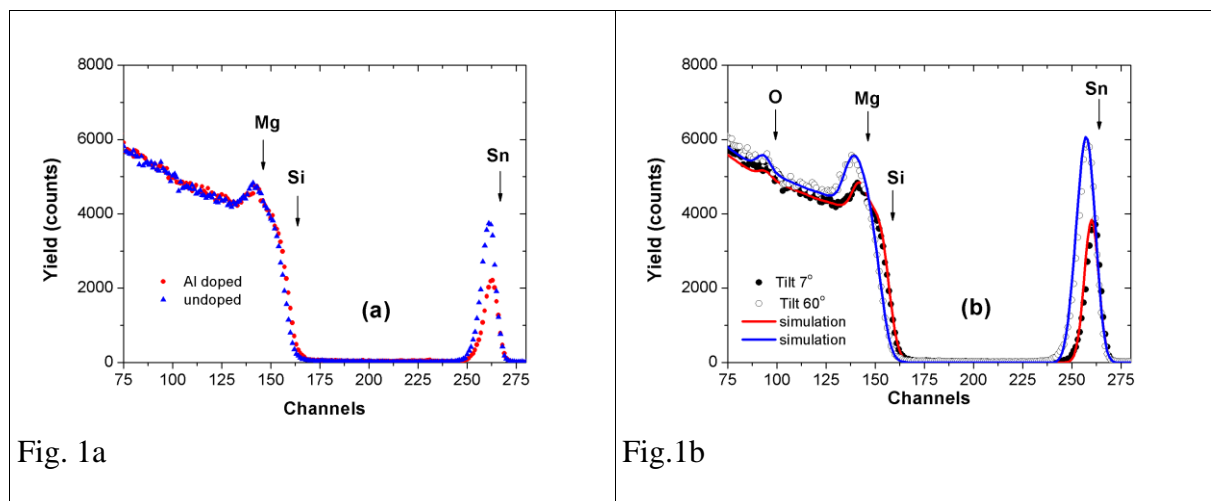 8000
6000
4000
2000
0
Yield (counts)
Mg
Si
Sn
Al doped
undoped
(a)
75 100 125 150 175 200 225 250 275
Channels
Fig. 1a
8000
6000
4000
2000
0
Yield (counts)
O
Mg
Si
Sn
Tilt 7°
Tilt 60°
simulation
simulation
(b)
75 100 125 150 175 200 225 250 275
Channels
Fig.1b